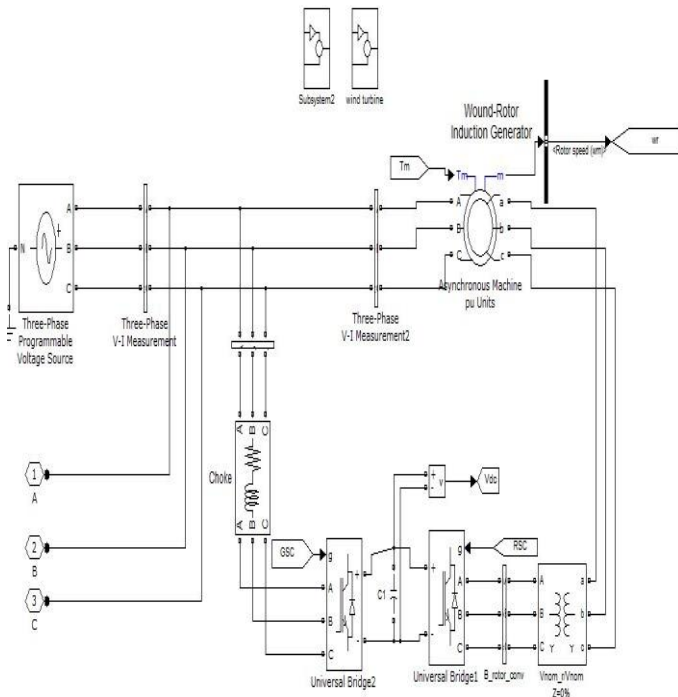 Subsystem2
wind turbine
Wound-Rotor
Induction Generator
<Rotor speed (wm)>
wr
Tm
Tm
m
A
B
C
a
b
c
Asynchronous Machine
pu Units
N
A
B
C
Three-Phase
Programmable
Voltage Source
Three-Phase
V-I Measurement
Three-Phase
V-I Measurement2
A
B
C
Choke
A
B
C
1
A
2
B
3
C
+
-
v
Vdc
GSC
g
A
B
C
+
-
Universal Bridge2
C1
RSC
g
+
-
A
B
C
Universal Bridge1
B_rotor_conv
A
B
C
a
b
c
Y
Y
Vnom_r/Vnom
Z=0%